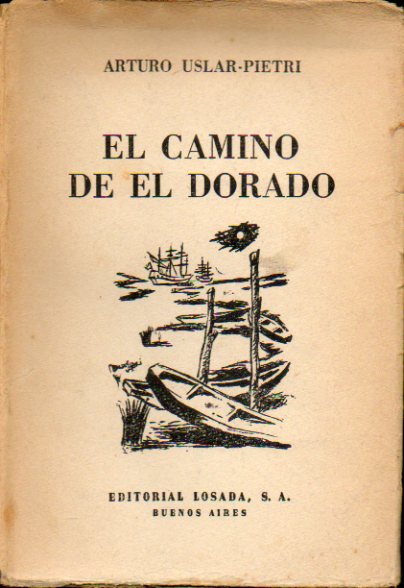 ARTURO USLAR-PIETRI
EL CAMINO
DE EL DORADO
EDITORIAL LOSADA, S. A.
BUENOS AIRES